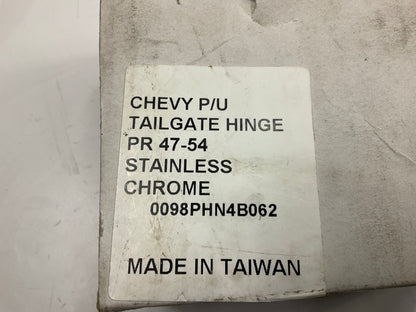 CHEVY P/U
TAILGATE HINGE
PR 47-54
STAINLESS
CHROME
0098PHN4B062
MADE IN TAIWAN